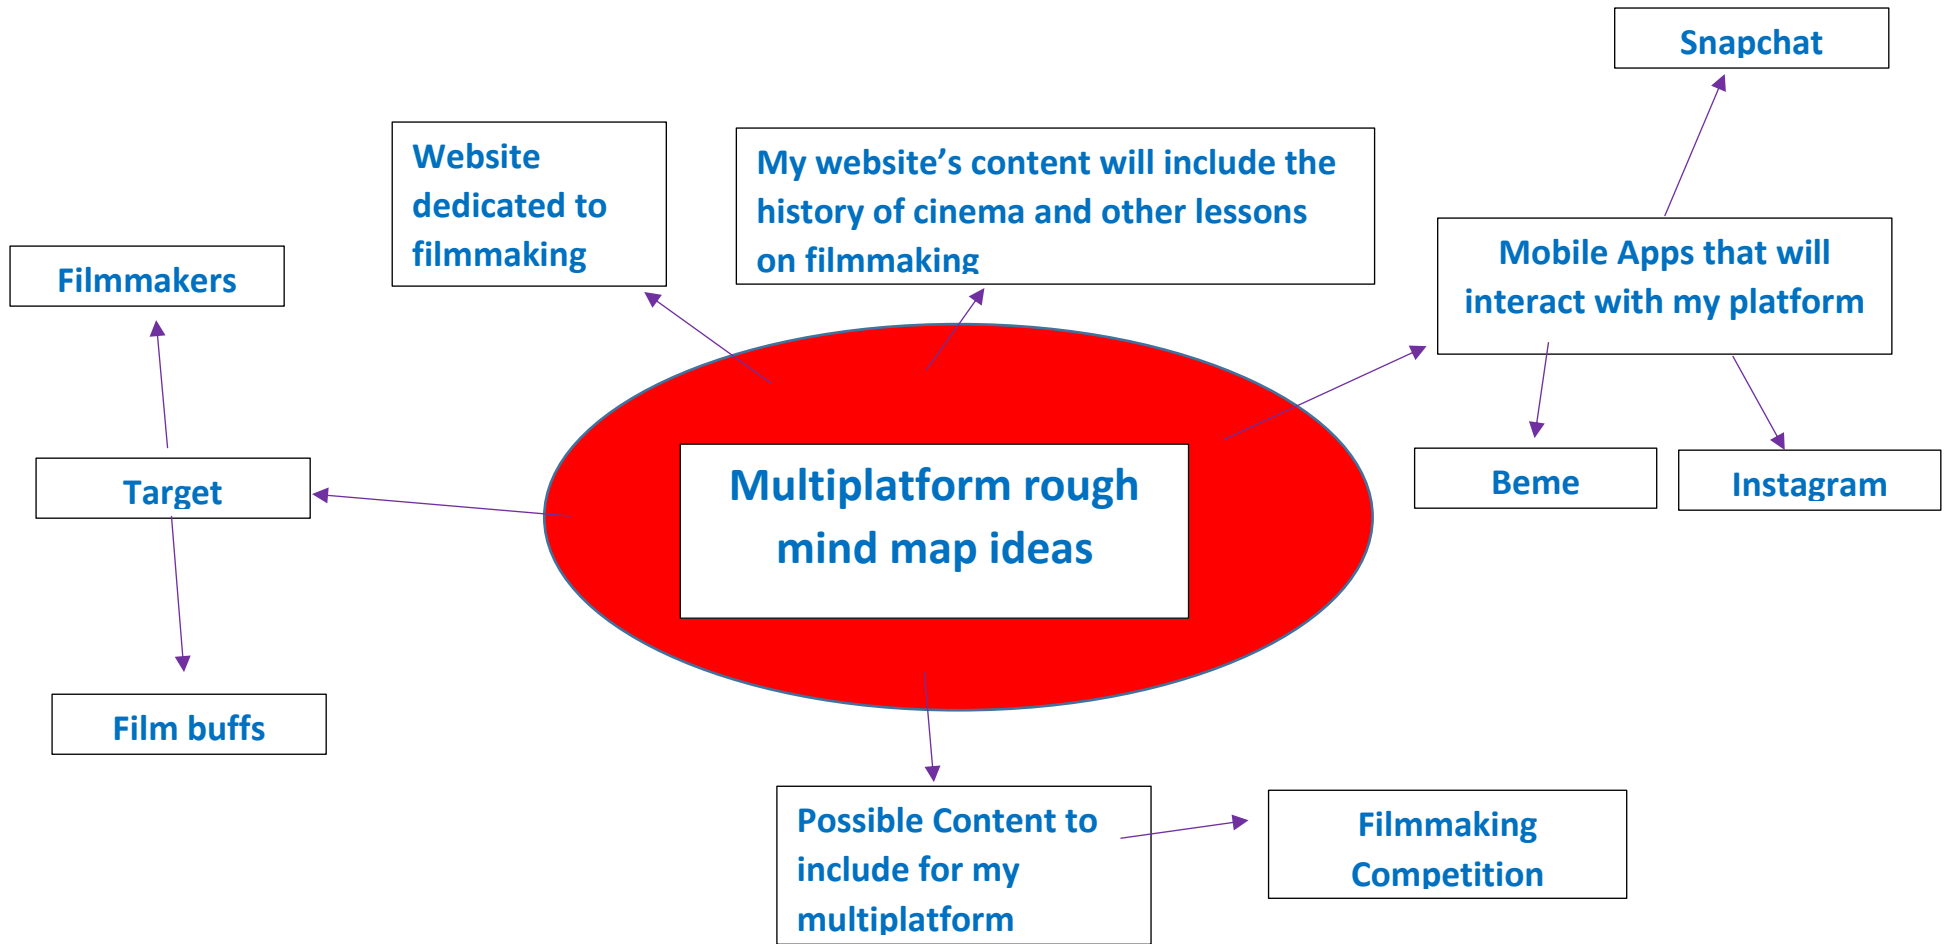 Snapchat
Website
dedicated to
filmmaking
My website’s content will include the
history of cinema and other lessons
on filmmaking
Mobile Apps that will
interact with my platform
Filmmakers
Target
Multiplatform rough
mind map ideas
Beme
Instagram
Film buffs
Possible Content to
include for my
multiplatform
Filmmaking
Competition